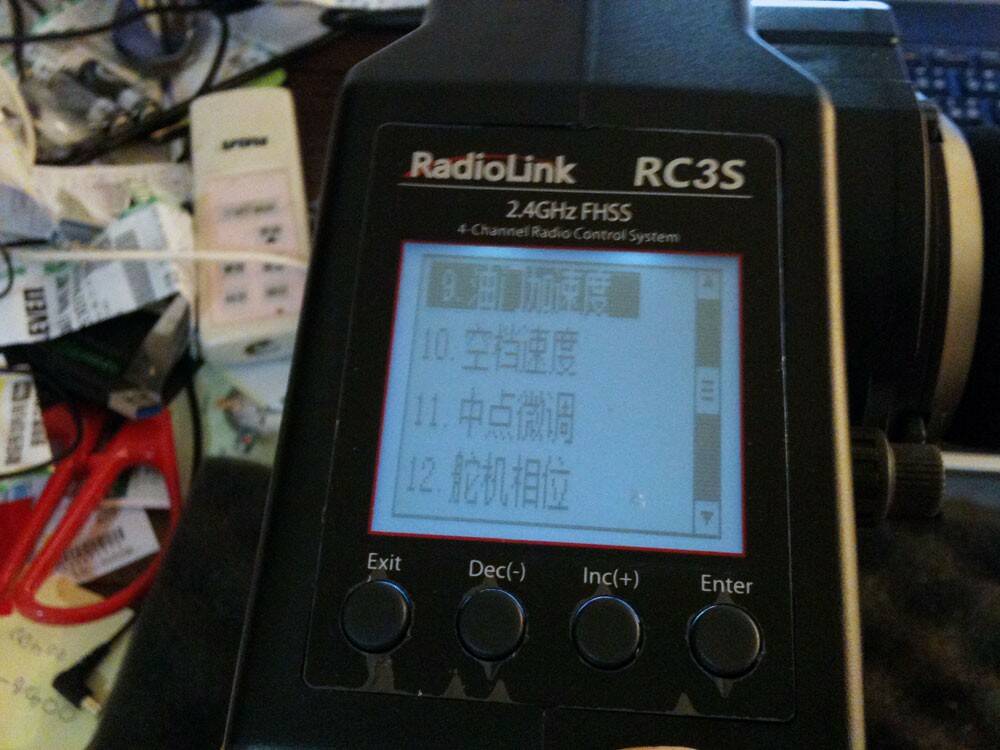 RadioLink RC3S
2.4GHz FHSS
4-Channel Radio Control System
9. 油门加速度
10. 空档速度
11. 中点微调
12. 舵机相位
Exit Dec(-) Inc(+) Enter
EVEN